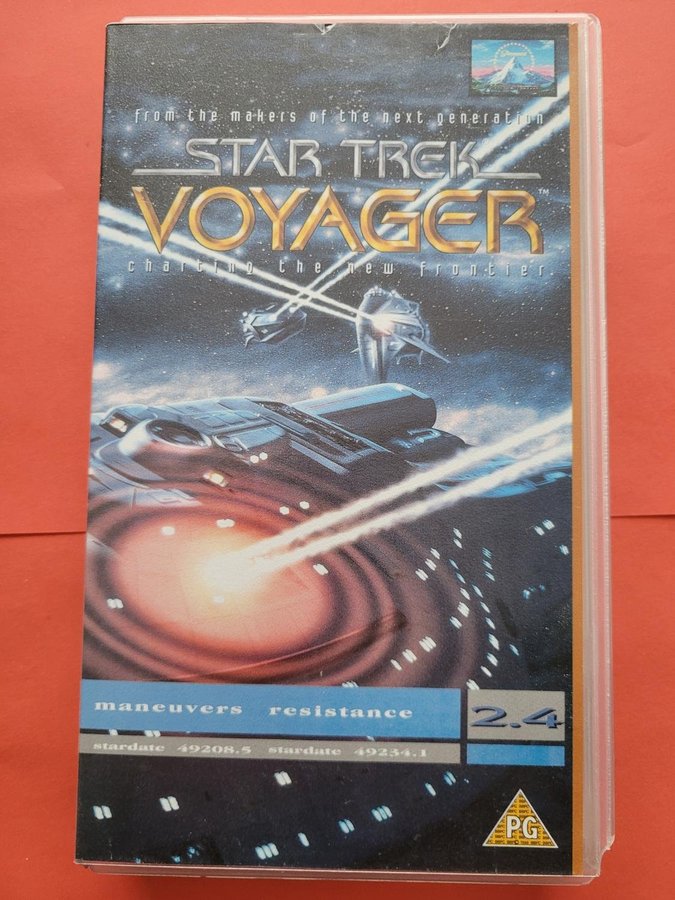 from the makers of the next generation
STAR TREK
VOYAGER™
charting the new frontier
maneuvers resistance
2.4
stardate 49208.5 stardate 49234.1
PG